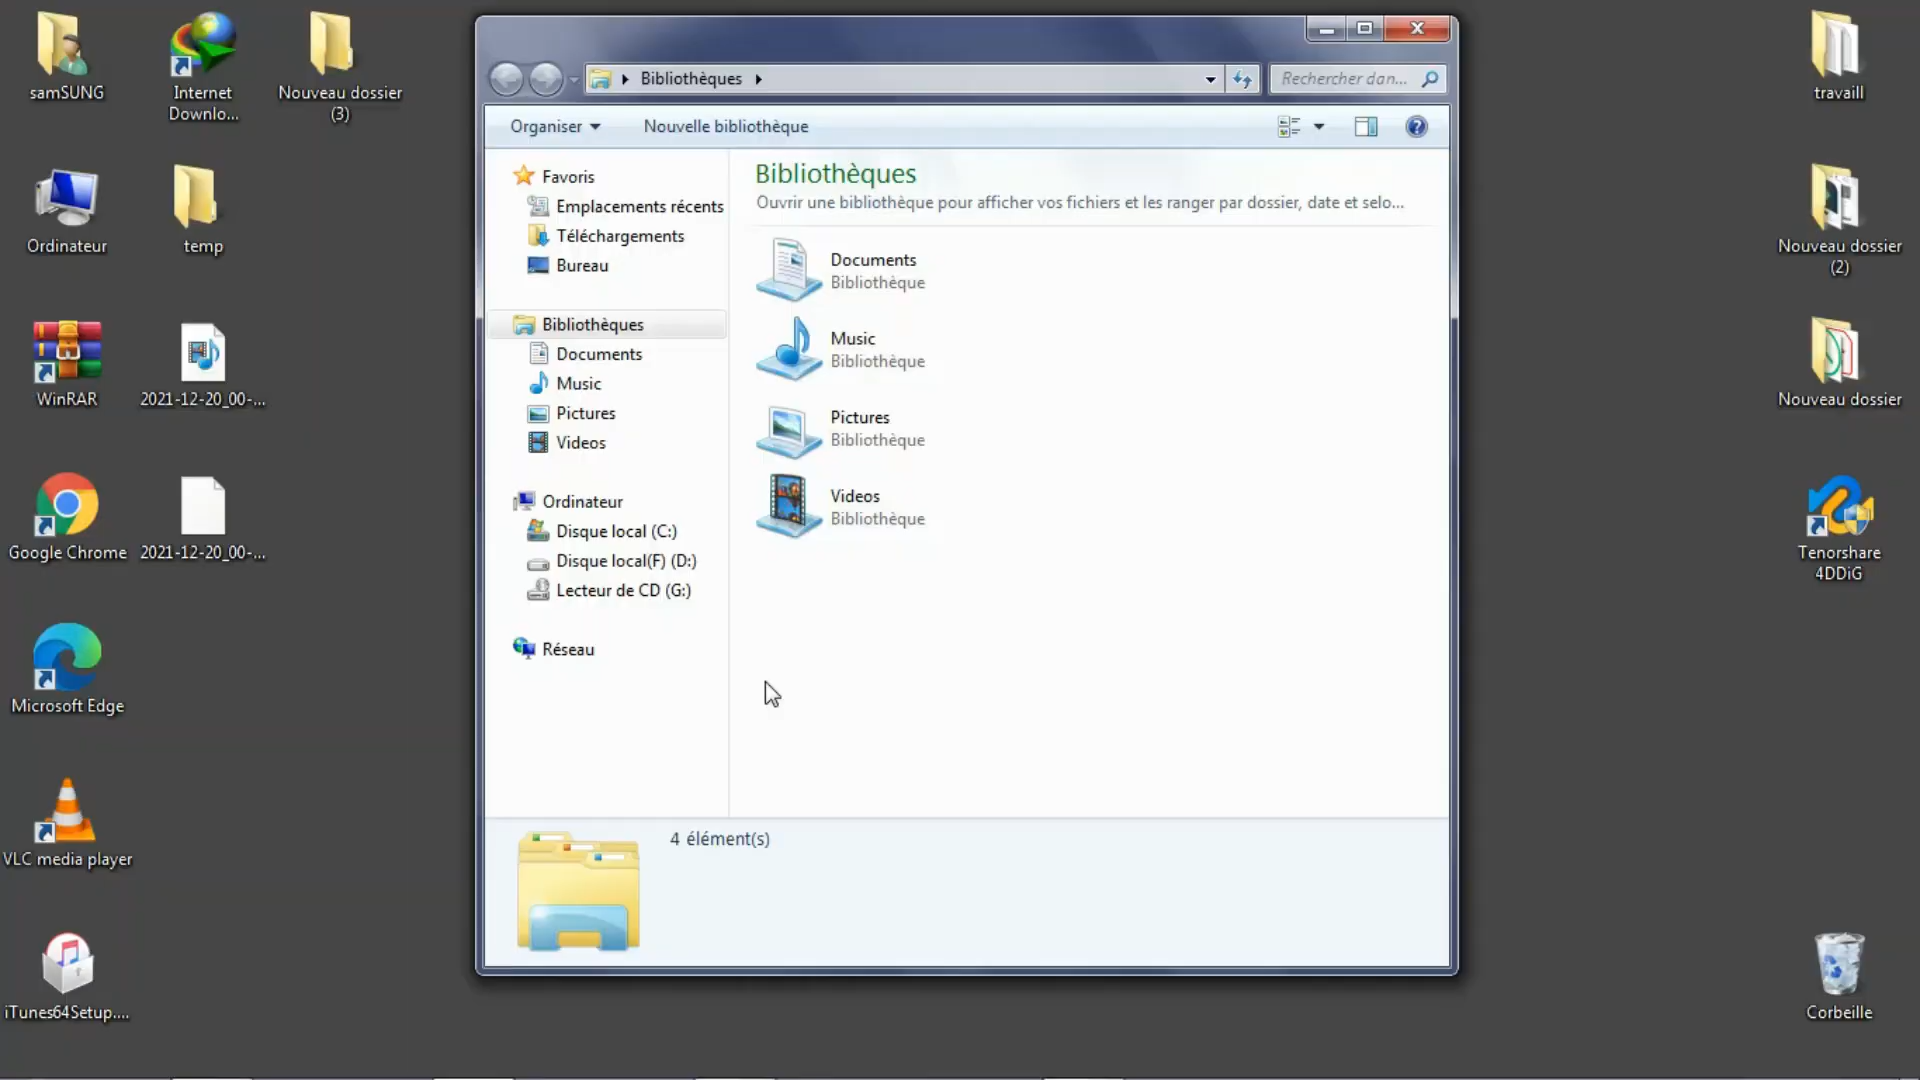 samSUNG
Internet
Downlo...
Nouveau dossier
(3)
Ordinateur
temp
WinRAR
2021-12-20_00-...
Google Chrome
2021-12-20_00-...
Microsoft Edge
VLC media player
iTunes64Setup....
Bibliothèques
Rechercher dan...
Organiser
Nouvelle bibliothèque
Favoris
Emplacements récents
Téléchargements
Bureau
Bibliothèques
Documents
Music
Pictures
Videos
Ordinateur
Disque local (C:)
Disque local(F) (D:)
Lecteur de CD (G:)
Réseau
Bibliothèques
Ouvrir une bibliothèque pour afficher vos fichiers et les ranger par dossier, date et selo...
Documents
Bibliothèque
Music
Bibliothèque
Pictures
Bibliothèque
Videos
Bibliothèque
4 élément(s)
travaill
Nouveau dossier
(2)
Nouveau dossier
Tenorshare
4DDiG
Corbeille